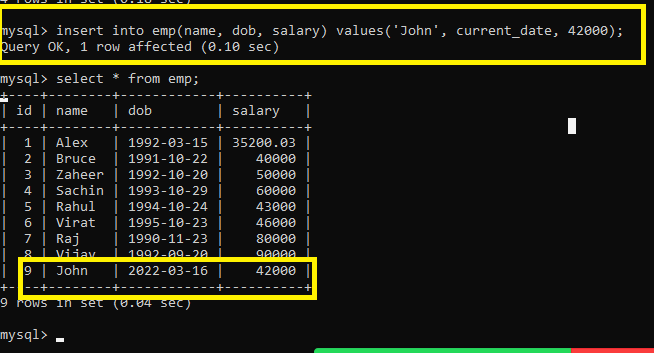 mysql> insert into emp(name, dob, salary) values('John', current_date, 42000);
Query OK, 1 row affected (0.10 sec)
mysql> select * from emp;
+----+--------+------------+----------+
| id | name   | dob        | salary   |
+----+--------+------------+----------+
|  1 | Alex   | 1992-03-15 | 35200.03 |
|  2 | Bruce  | 1991-10-22 |    40000 |
|  3 | Zaheer | 1992-10-20 |    50000 |
|  4 | Sachin | 1993-10-29 |    60000 |
|  5 | Rahul  | 1994-10-24 |    43000 |
|  6 | Virat  | 1995-10-23 |    46000 |
|  7 | Raj    | 1990-11-23 |    80000 |
|  8 | Vijay  | 1992-09-20 |    90000 |
|  9 | John   | 2022-03-16 |    42000 |
+----+--------+------------+----------+
9 rows in set (0.04 sec)
mysql>